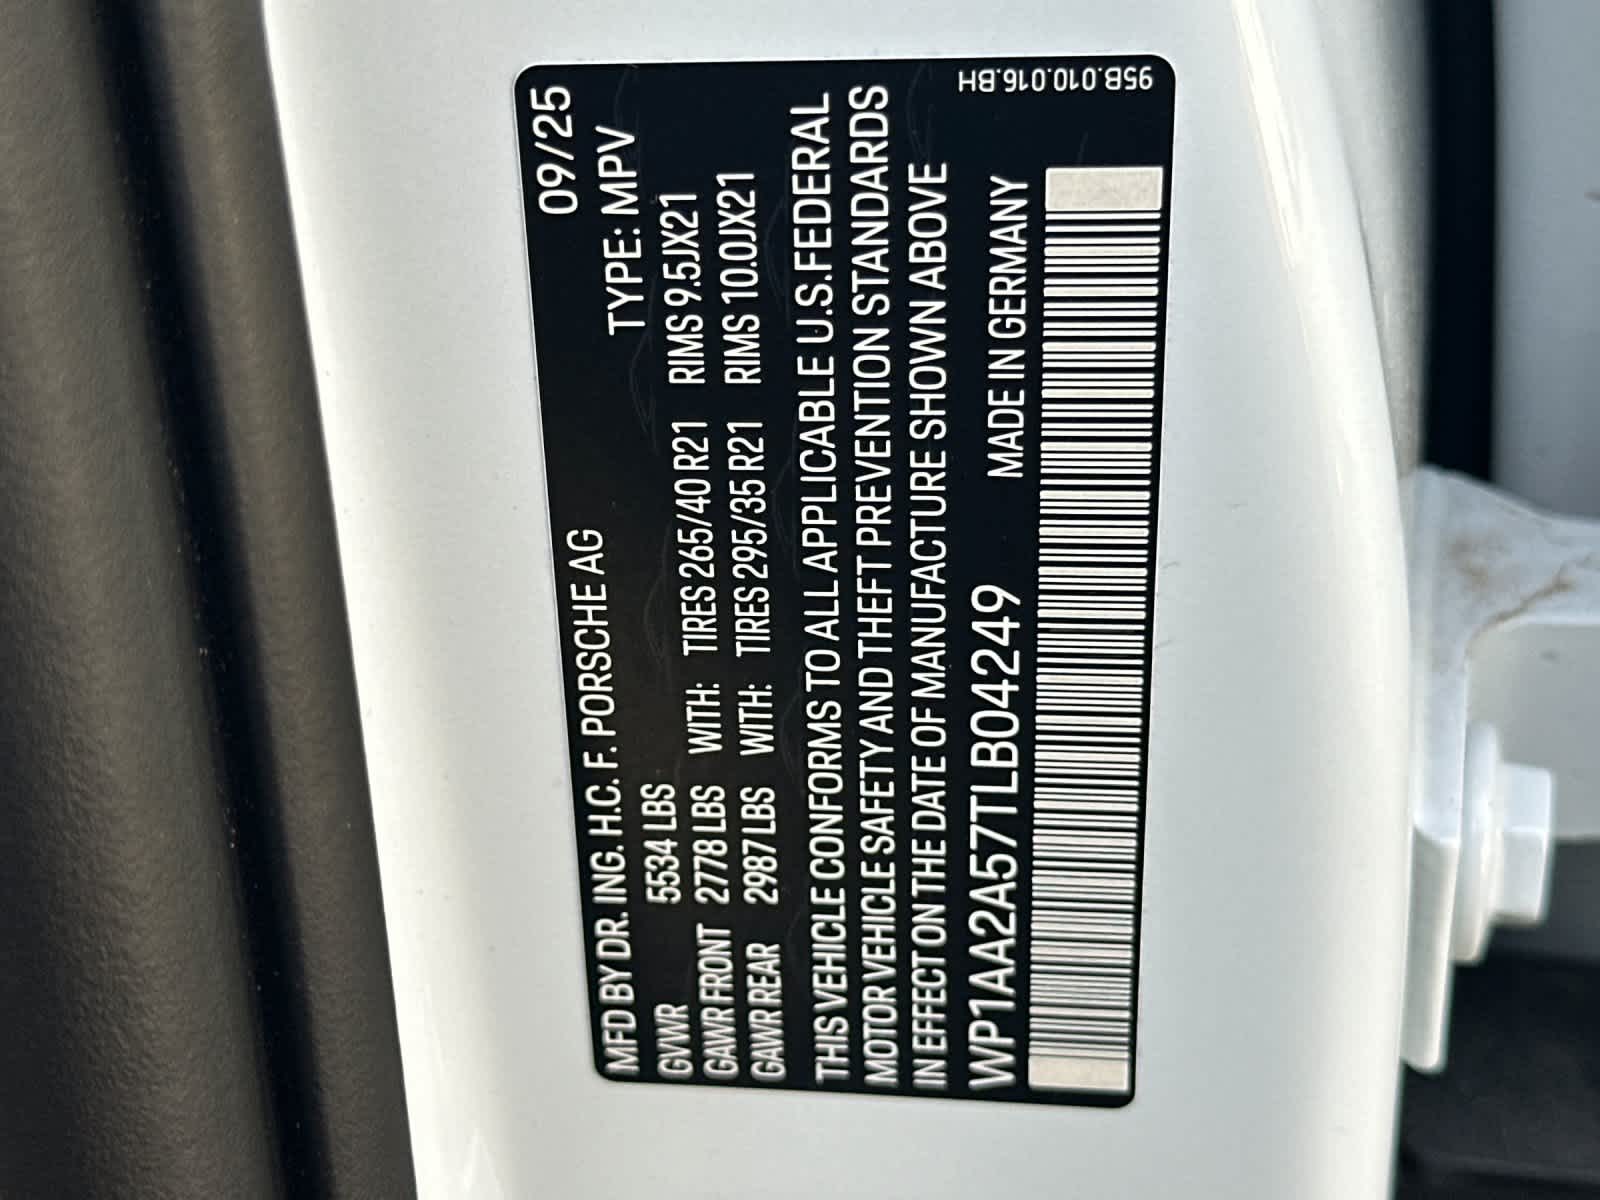 09/25
MFD BY DR. ING. H.C. F. PORSCHE AG
TYPE: MPV
GVWR 5534 LBS
GAWR FRONT 2778 LBS WITH: TIRES 265/40 R21 RIMS 9.5JX21
GAWR REAR 2987 LBS WITH: TIRES 295/35 R21 RIMS 10.0JX21
THIS VEHICLE CONFORMS TO ALL APPLICABLE U.S.FEDERAL
MOTOR VEHICLE SAFETY AND THEFT PREVENTION STANDARDS
IN EFFECT ON THE DATE OF MANUFACTURE SHOWN ABOVE
WP1AA2A57TLB04249 MADE IN GERMANY
95B.010.016.BH